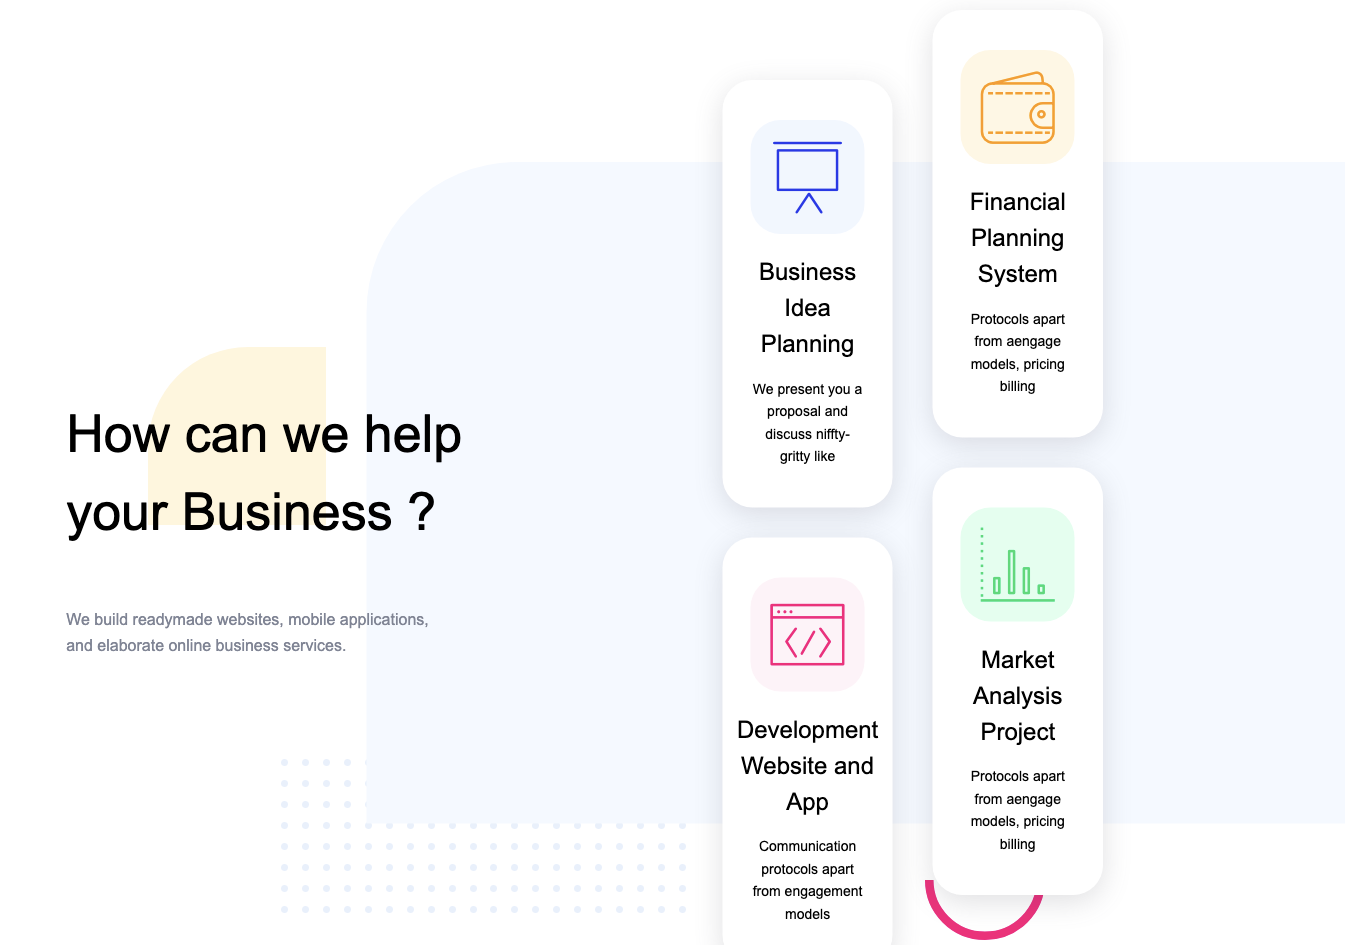 How can we help
your Business ?
We build readymade websites, mobile applications,
and elaborate online business services.
Business
Idea
Planning
We present you a
proposal and
discuss niffty-
gritty like
Financial
Planning
System
Protocols apart
from aengage
models, pricing
billing
Development
Website and
App
Communication
protocols apart
from engagement
models
Market
Analysis
Project
Protocols apart
from aengage
models, pricing
billing